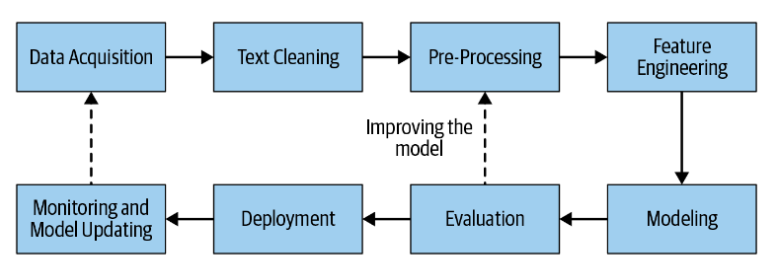 Data Acquisition
Text Cleaning
Pre-Processing
Feature
Engineering
Improving the
model
Monitoring and
Model Updating
Deployment
Evaluation
Modeling